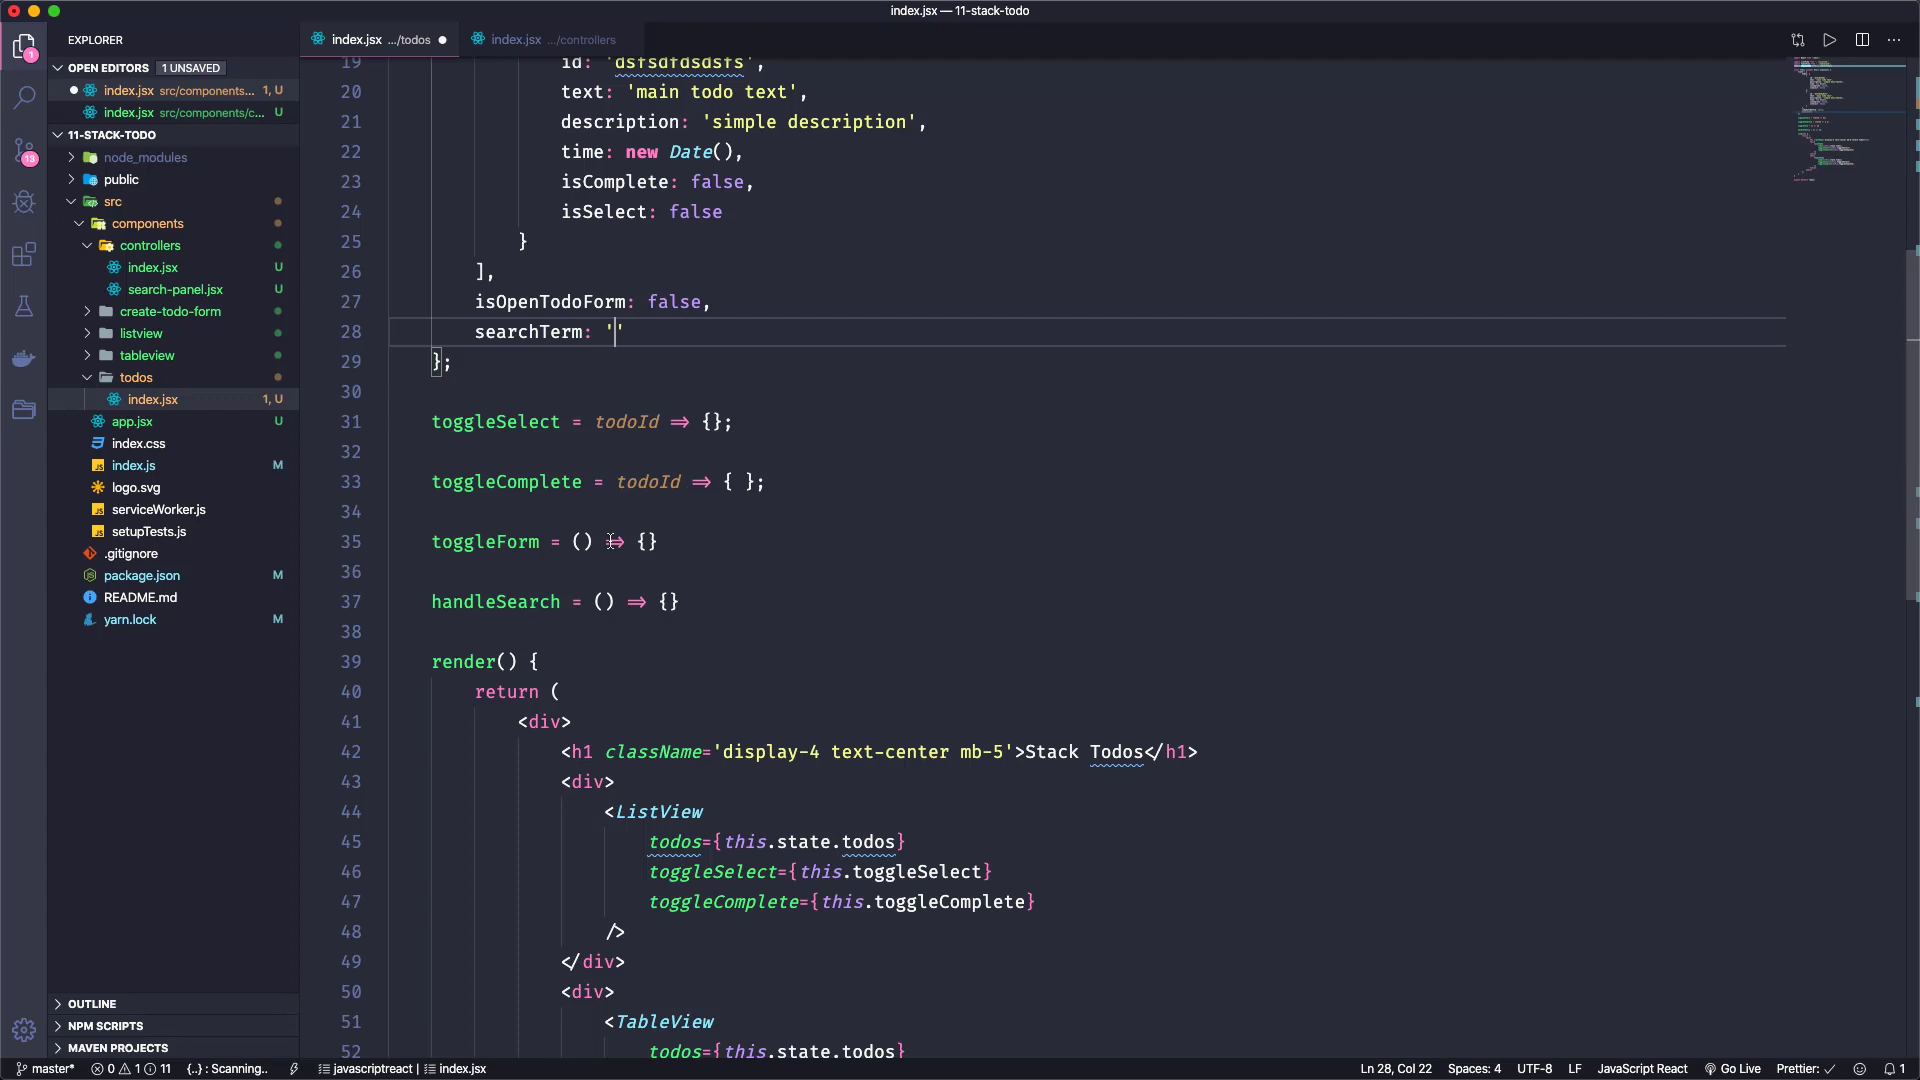 index.jsx — 11-stack-todo
EXPLORER
OPEN EDITORS 1 UNSAVED
index.jsx src/components... 1, U
index.jsx src/components/c... U
11-STACK-TODO
node_modules
public
src
components
controllers
index.jsx U
search-panel.jsx U
create-todo-form
listview
tableview
todos
index.jsx 1, U
app.jsx U
index.css
index.js M
logo.svg
serviceWorker.js
setupTests.js
.gitignore
package.json M
README.md
yarn.lock M
OUTLINE
NPM SCRIPTS
MAVEN PROJECTS
1
13
index.jsx .../todos
index.jsx .../controllers
19 id: 'dsfsdfdsdsfs',
20 text: 'main todo text',
21 description: 'simple description',
22 time: new Date(),
23 isComplete: false,
24 isSelect: false
25 }
26 ],
27 isOpenTodoForm: false,
28 searchTerm: ''
29 };
30
31 toggleSelect = todoId => {};
32
33 toggleComplete = todoId => { };
34
35 toggleForm = () => {}
36
37 handleSearch = () => {}
38
39 render() {
40 return (
41 <div>
42 <h1 className='display-4 text-center mb-5'>Stack Todos</h1>
43 <div>
44 <ListView
45 todos={this.state.todos}
46 toggleSelect={this.toggleSelect}
47 toggleComplete={this.toggleComplete}
48 />
49 </div>
50 <div>
51 <TableView
52 todos={this.state.todos}
master* 0 1 11 {..} : Scanning.. javascriptreact | index.jsx Ln 28, Col 22 Spaces: 4 UTF-8 LF JavaScript React Go Live Prettier: ✓ 1